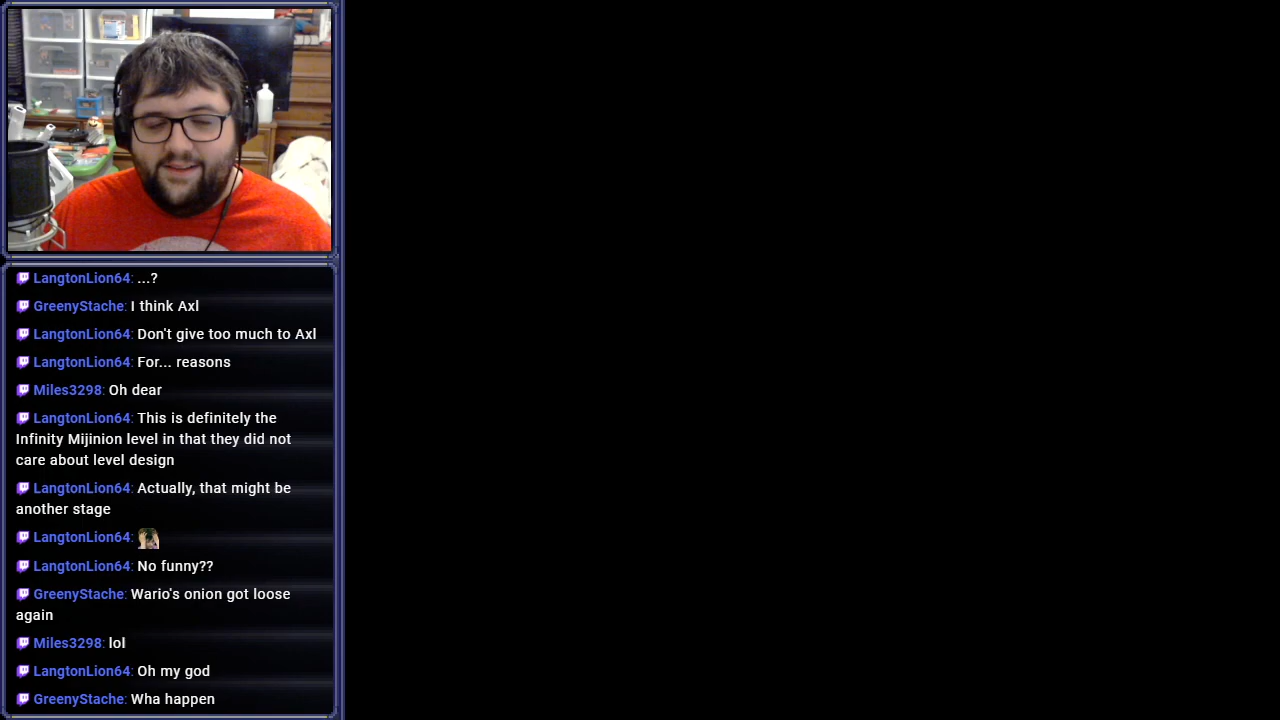 LangtonLion64: ...?
GreenyStache: I think Axl
LangtonLion64: Don't give too much to Axl
LangtonLion64: For... reasons
Miles3298: Oh dear
LangtonLion64: This is definitely the
Infinity Mijinion level in that they did not
care about level design
LangtonLion64: Actually, that might be
another stage
LangtonLion64:
LangtonLion64: No funny??
GreenyStache: Wario's onion got loose
again
Miles3298: lol
LangtonLion64: Oh my god
GreenyStache: Wha happen